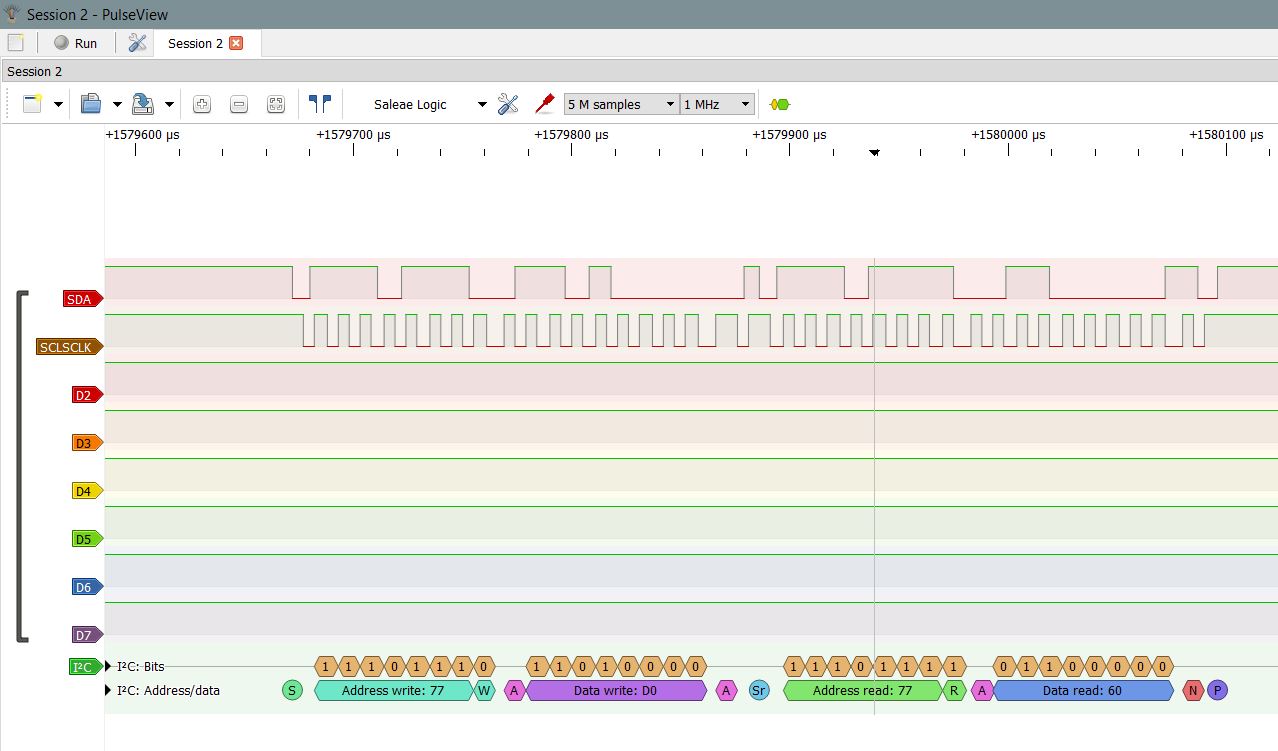 Session 2 - PulseView
Run
Session 2
Session 2
Saleae Logic
5 M samples
1 MHz
+1579600 µs +1579700 µs +1579800 µs +1579900 µs +1580000 µs +1580100 µs
SDA
SCLSCLK
D2
D3
D4
D5
D6
D7
I²C I²C: Bits 1 1 1 0 1 1 1 0 1 1 0 1 0 0 0 0 1 1 1 0 1 1 1 1 0 1 1 0 0 0 0 0
I²C: Address/data S Address write: 77 W A Data write: D0 A Sr Address read: 77 R A Data read: 60 N P